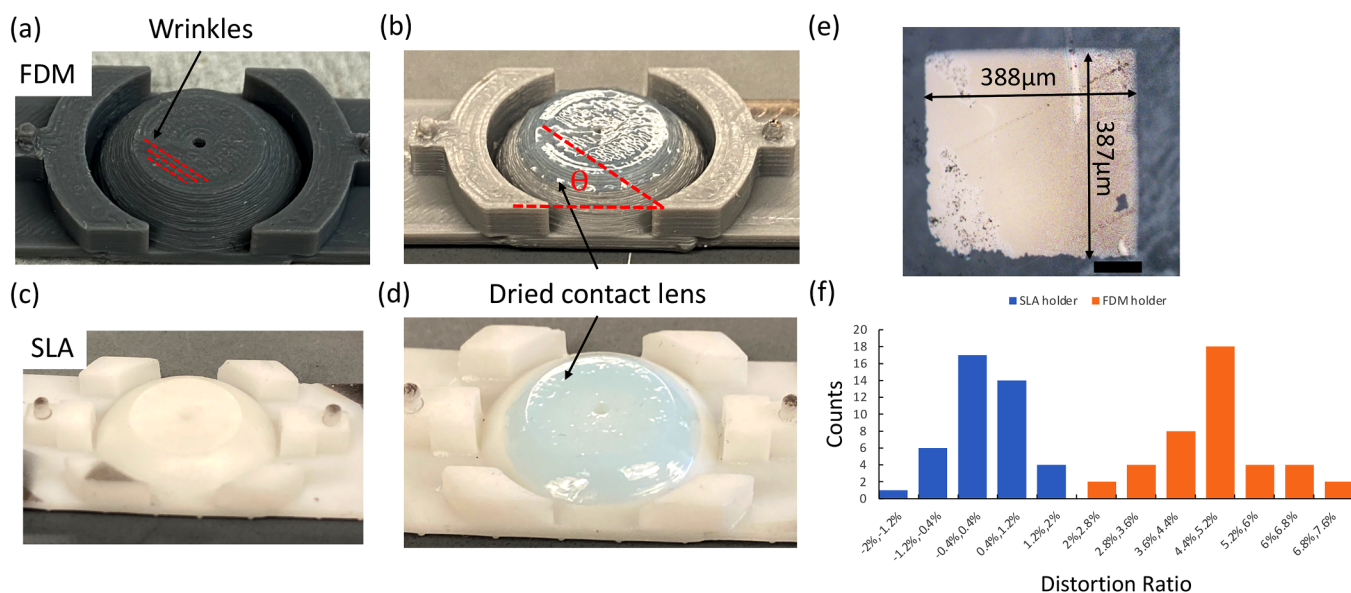 (a)
Wrinkles
FDM
(b)
Θ
(c)
SLA
(d)
Dried contact lens
(e)
388μm
387μm
(f)
SLA holder
FDM holder
Counts
20
18
16
14
12
10
8
6
4
2
0
-2%,-1.2%
-1.2%,-0.4%
-0.4%,0.4%
0.4%,1.2%
1.2%,2%
2%,2.8%
2.8%,3.6%
3.6%,4.4%
4.4%,5.2%
5.2%,6%
6%,6.8%
6.8%,7.6%
Distortion Ratio